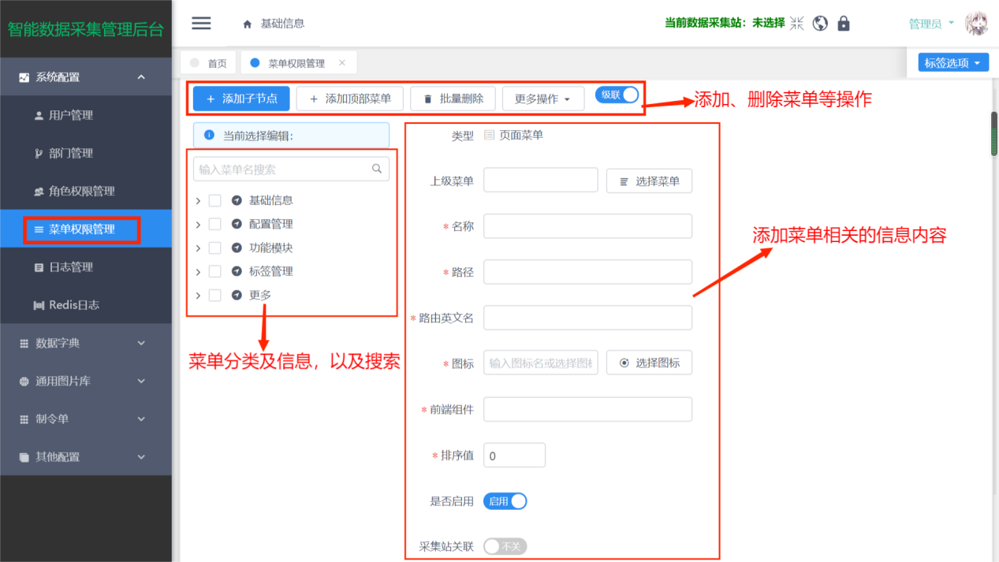 智能数据采集管理后台
基础信息
当前数据采集站：未选择
管理员
首页
菜单权限管理
标签选项
系统配置
用户管理
部门管理
角色权限管理
菜单权限管理
日志管理
Redis日志
数据字典
通用图片库
制令单
其他配置
添加子节点
添加顶部菜单
批量删除
更多操作
级联
添加、删除菜单等操作
当前选择编辑：
输入菜单名搜索
基础信息
配置管理
功能模块
标签管理
更多
菜单分类及信息，以及搜索
类型 页面菜单
上级菜单 选择菜单
* 名称
* 路径
* 路由英文名
* 图标 输入图标名或选择图标 选择图标
* 前端组件
* 排序值 0
是否启用 启用
采集站关联 不关
添加菜单相关的信息内容